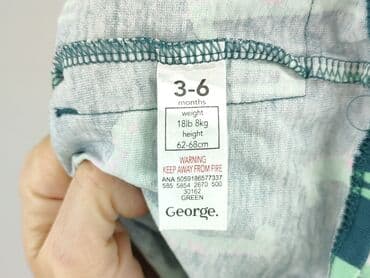 3-6
months
weight
18lb 8kg
height
62-68cm
WARNING
KEEP AWAY FROM FIRE
ANA 5059186577337
585 5854 2670 500
30162
GREEN
George.